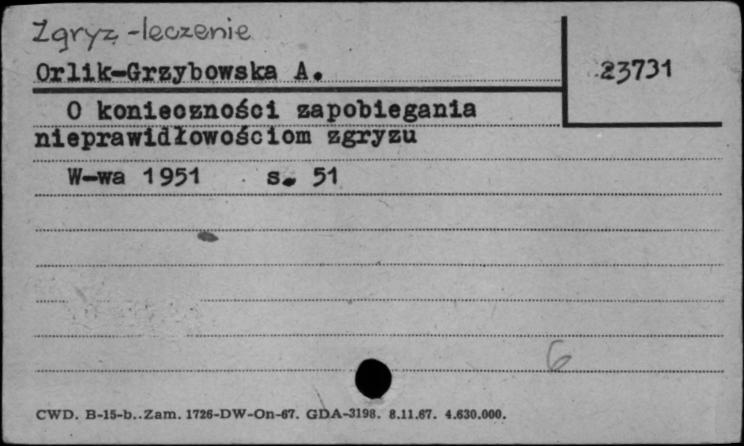 Zgryz - leczenie
Orlik-Grzybowska A.
23731
O konieczności zapobiegania
nieprawidłowościom zgryzu
W-wa 1951 s. 51
6
CWD. B-15-b..Zam. 1726-DW-On-67. GDA-3198. 8.11.67. 4.630.000.